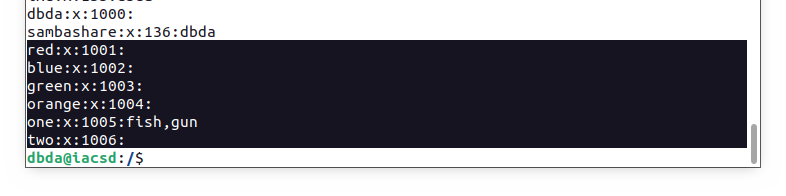 dbda:x:1000:
sambashare:x:136:dbda
red:x:1001:
blue:x:1002:
green:x:1003:
orange:x:1004:
one:x:1005:fish,gun
two:x:1006:
dbda@iacsd:/$